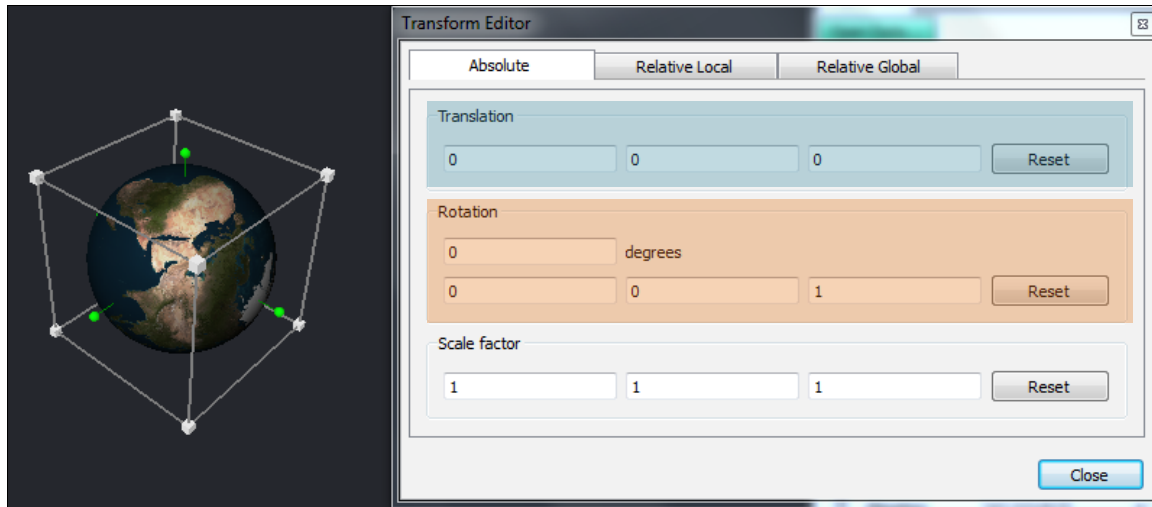 Transform Editor
Absolute Relative Local Relative Global
Translation
0 0 0 Reset
Rotation
0 degrees
0 0 1 Reset
Scale factor
1 1 1 Reset
Close